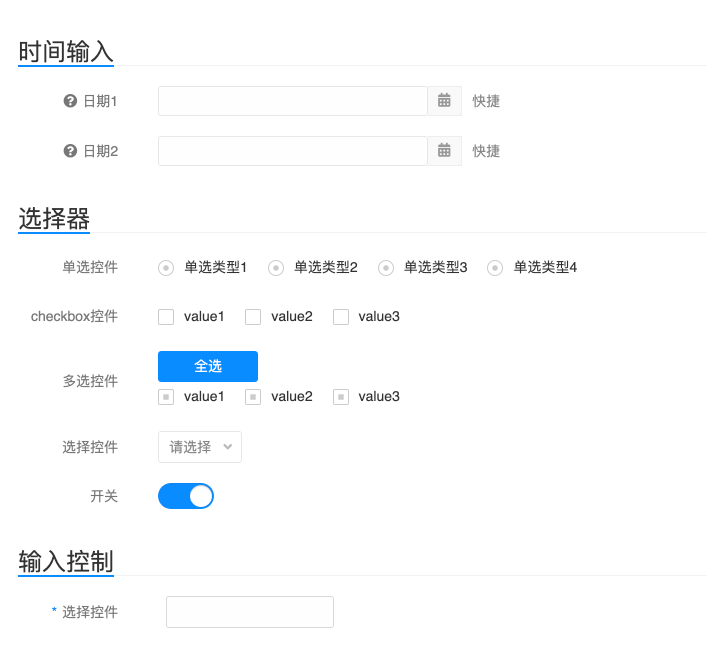 时间输入
日期1 快捷
日期2 快捷
选择器
单选控件 单选类型1 单选类型2 单选类型3 单选类型4
checkbox控件 value1 value2 value3
全选
多选控件
value1 value2 value3
选择控件 请选择
开关
输入控制
* 选择控件